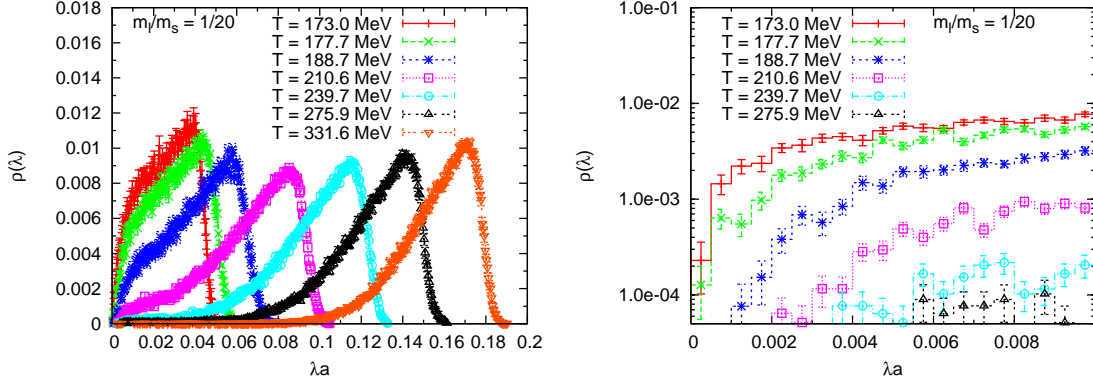 m_l/m_s = 1/20
T = 173.0 MeV
T = 177.7 MeV
T = 188.7 MeV
T = 210.6 MeV
T = 239.7 MeV
T = 275.9 MeV
T = 331.6 MeV
ρ(λ)
0.018
0.016
0.014
0.012
0.01
0.008
0.006
0.004
0.002
0
0 0.02 0.04 0.06 0.08 0.10 0.12 0.14 0.16 0.18 0.2
λa
T = 173.0 MeV
177.7 MeV
188.7 MeV
210.6 MeV
239.7 MeV
275.9 MeV
m_l/m_s = 1/20
ρ(λ)
1.0e-01
1.0e-02
1.0e-03
1.0e-04
0 0.002 0.004 0.006 0.008
λa